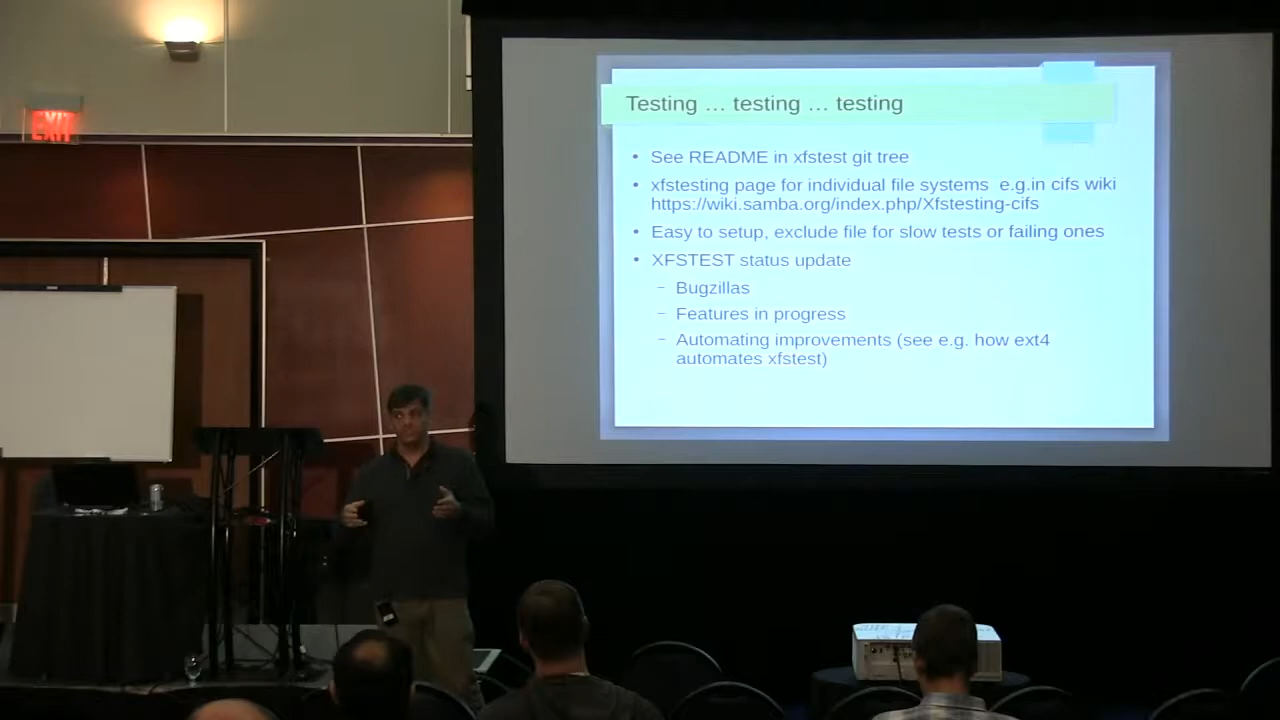 EXIT
Testing … testing … testing
• See README in xfstest git tree
• xfstesting page for individual file systems e.g.in cifs wiki
https://wiki.samba.org/index.php/Xfstesting-cifs
• Easy to setup, exclude file for slow tests or failing ones
• XFSTEST status update
– Bugzillas
– Features in progress
– Automating improvements (see e.g. how ext4
automates xfstest)